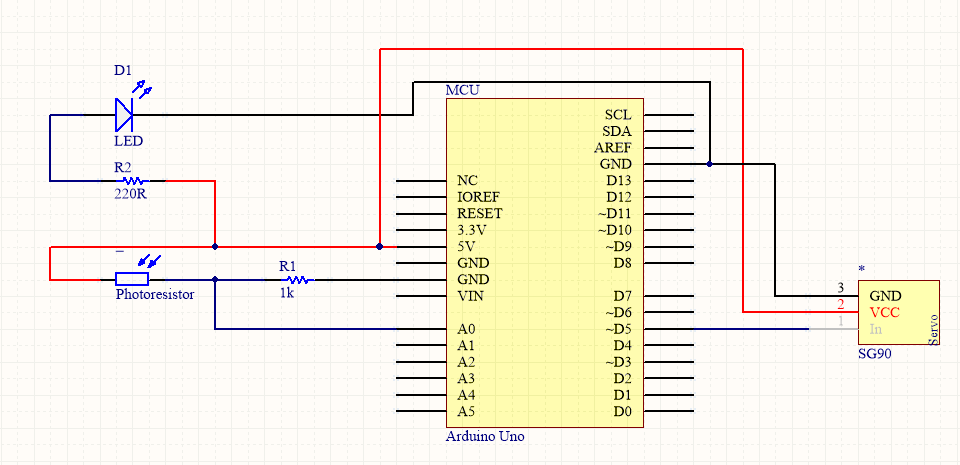 D1
LED
R2
220R
Photoresistor
R1
1k
MCU
NC
IOREF
RESET
3.3V
5V
GND
GND
VIN
A0
A1
A2
A3
A4
A5
SCL
SDA
AREF
GND
D13
D12
~D11
~D10
~D9
D8
D7
~D6
~D5
D4
~D3
D2
D1
D0
Arduino Uno
*
3 GND
2 VCC
1 In
Servo
SG90